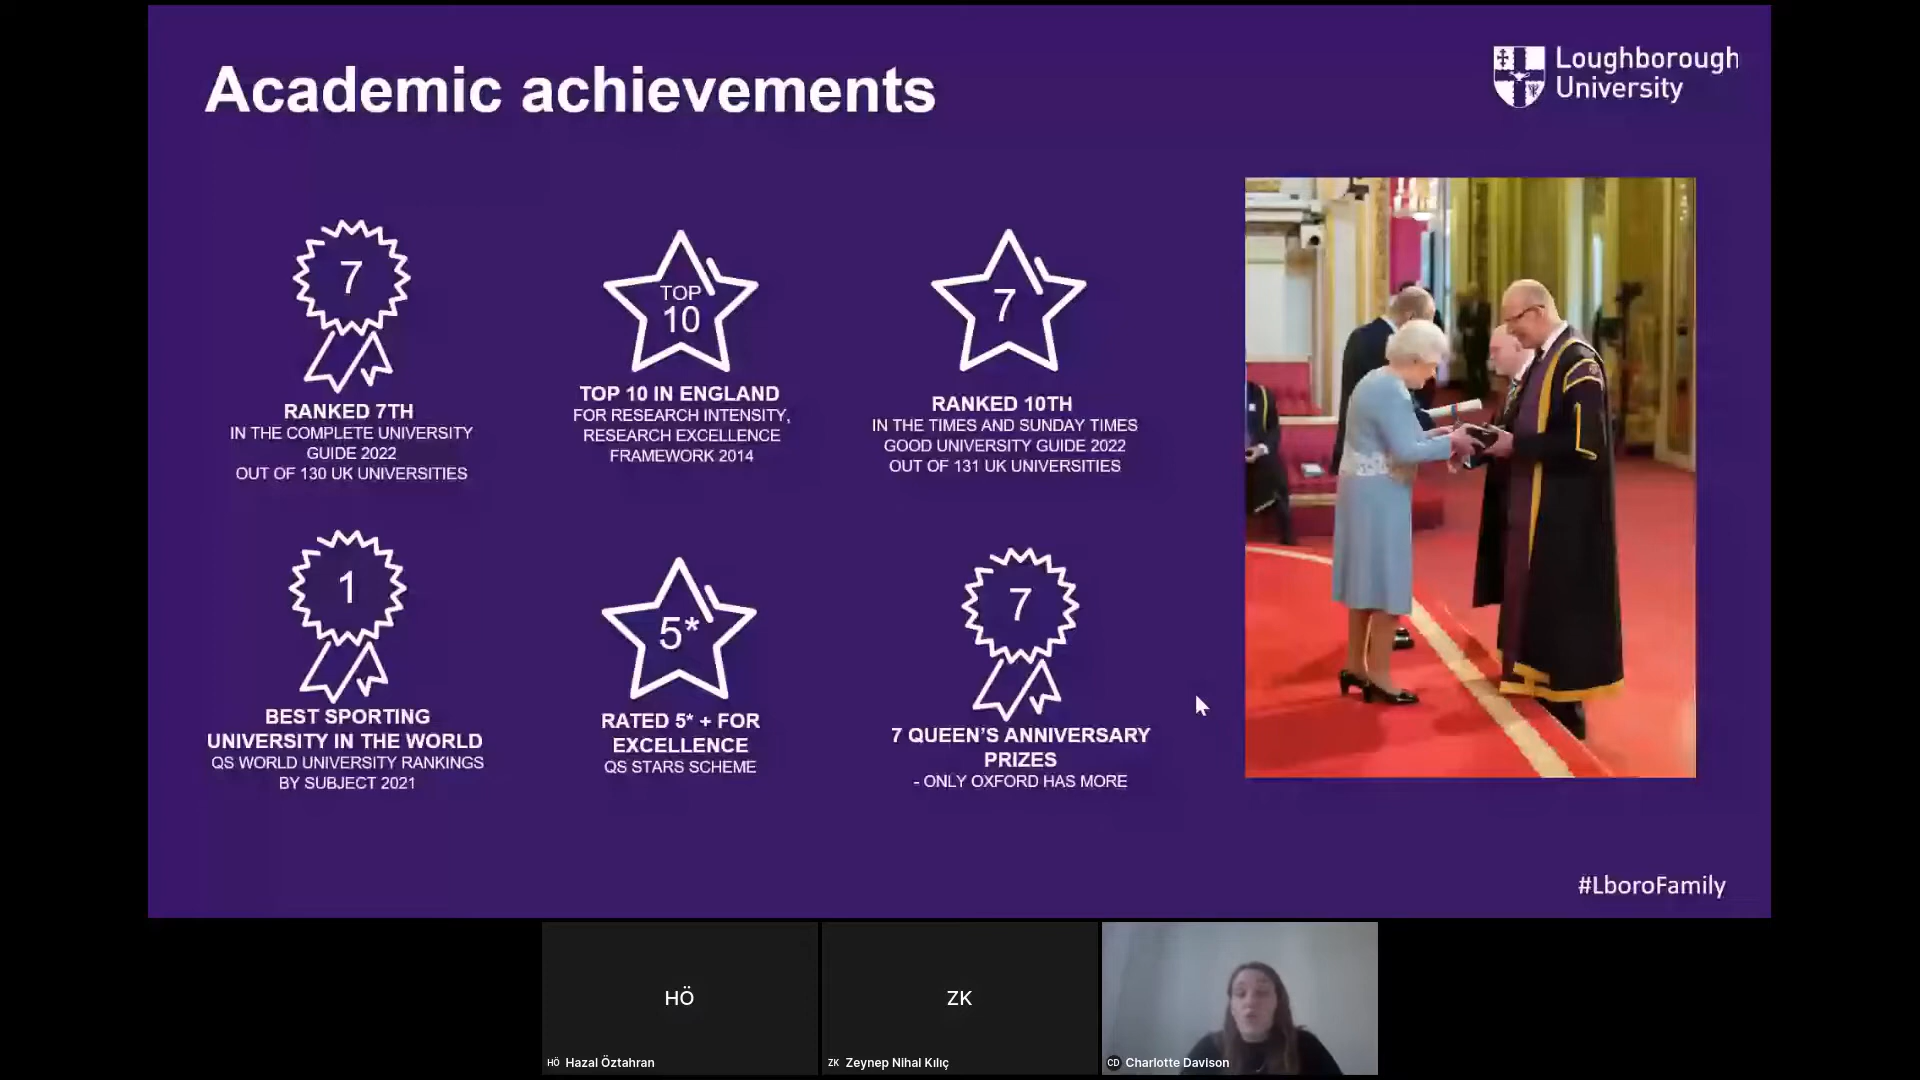 Academic achievements
Loughborough
University
7
RANKED 7TH
IN THE COMPLETE UNIVERSITY
GUIDE 2022
OUT OF 130 UK UNIVERSITIES
TOP
10
TOP 10 IN ENGLAND
FOR RESEARCH INTENSITY,
RESEARCH EXCELLENCE
FRAMEWORK 2014
7
RANKED 10TH
IN THE TIMES AND SUNDAY TIMES
GOOD UNIVERSITY GUIDE 2022
OUT OF 131 UK UNIVERSITIES
1
BEST SPORTING
UNIVERSITY IN THE WORLD
QS WORLD UNIVERSITY RANKINGS
BY SUBJECT 2021
5*
RATED 5* + FOR
EXCELLENCE
QS STARS SCHEME
7
7 QUEEN'S ANNIVERSARY
PRIZES
- ONLY OXFORD HAS MORE
#LboroFamily
HÖ
HÖ Hazal Öztahran
ZK
ZK Zeynep Nihal Kılıç
CD Charlotte Davison